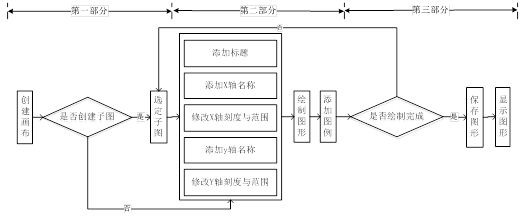 第一部分
第二部分
第三部分
否
添加标题
添加X轴名称
创建画布
是否创建子图
是
选定子图
修改X轴刻度与范围
绘制图形
添加图例
是否绘制完成
是
保存图形
显示图形
添加y轴名称
修改Y轴刻度与范围
否